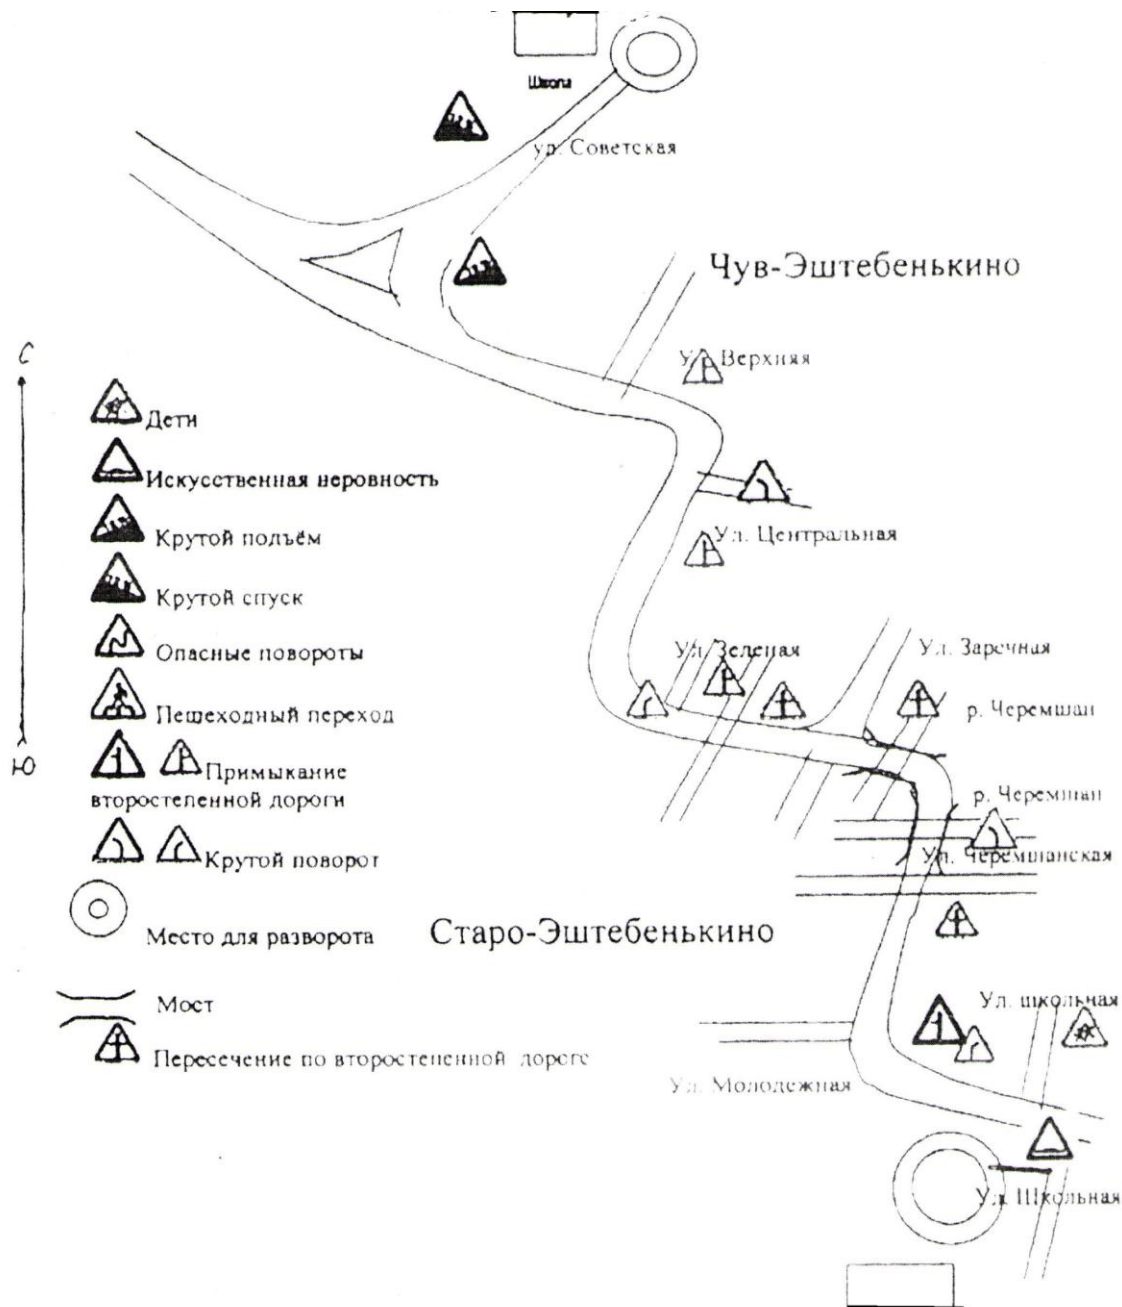 Школа
ул. Советская
Чув-Эштебенькино
С
Ул. Верхняя
Дети
Искусственная неровность
Крутой подъём
Ул. Центральная
Крутой спуск
Опасные повороты
Ул. Зеленая
Ул. Заречная
Пешеходный переход
р. Черемшан
Ю
Примыкание
второстепенной дороги
р. Черемшан
Крутой поворот
Ул. Черемшанская
Место для разворота
Старо-Эштебенькино
Мост
Ул. школьная
Пересечение по второстепенной дороге
Ул. Молодежная
Ул. Школьная